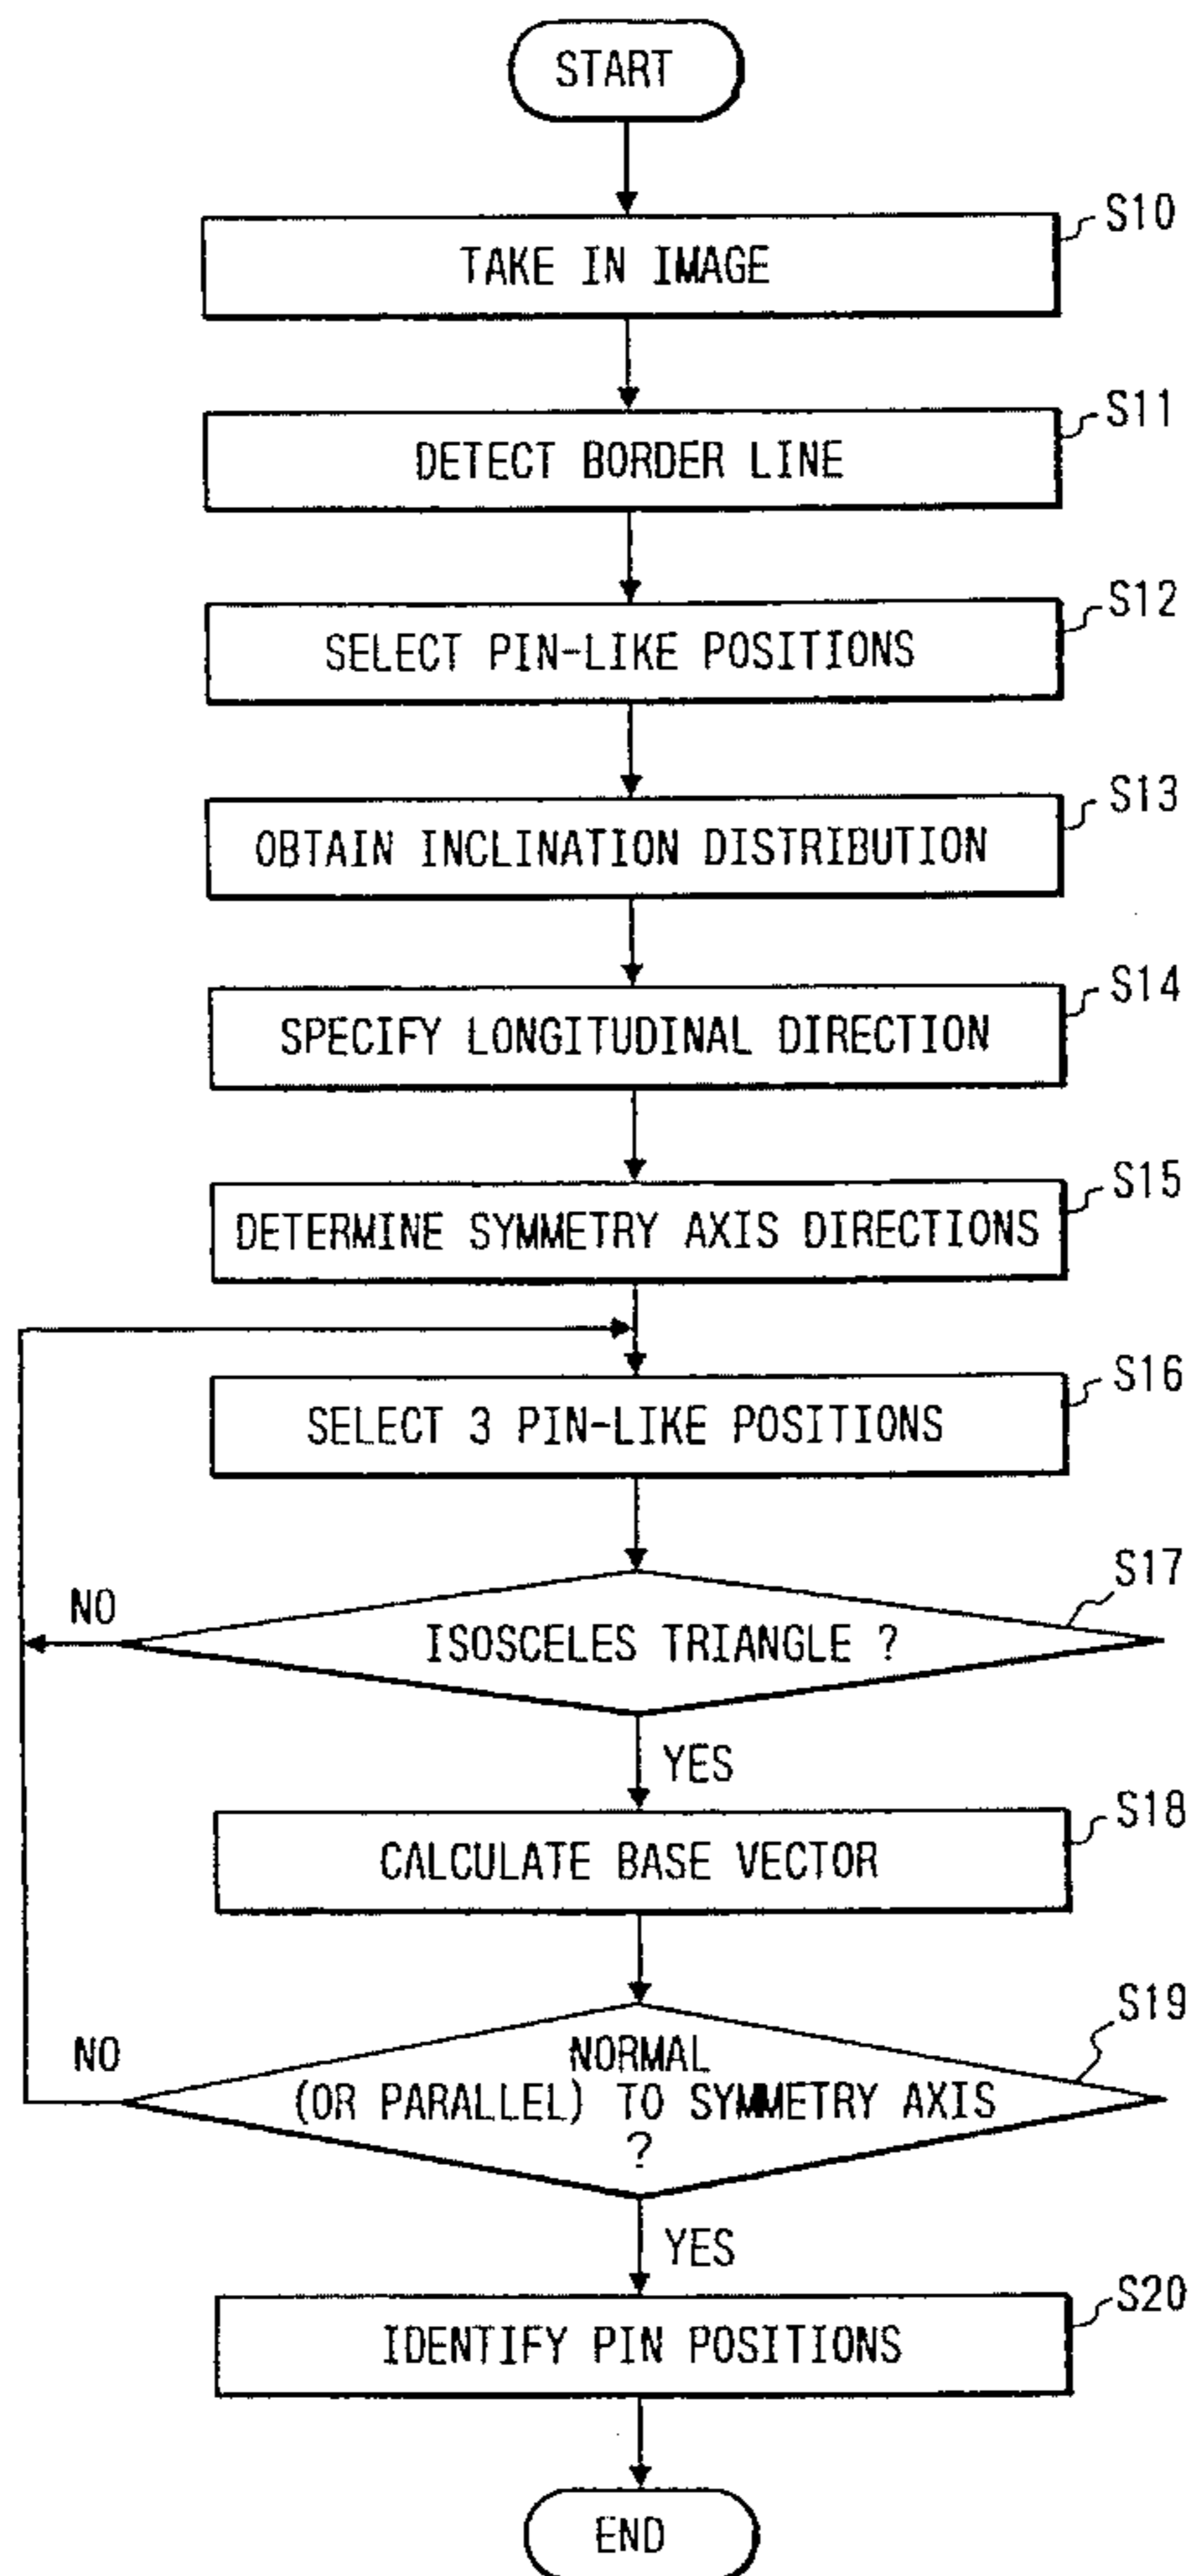 START
S10
TAKE IN IMAGE
S11
DETECT BORDER LINE
S12
SELECT PIN-LIKE POSITIONS
S13
OBTAIN INCLINATION DISTRIBUTION
S14
SPECIFY LONGITUDINAL DIRECTION
S15
DETERMINE SYMMETRY AXIS DIRECTIONS
S16
SELECT 3 PIN-LIKE POSITIONS
S17
NO
ISOSCELES TRIANGLE ?
YES
S18
CALCULATE BASE VECTOR
S19
NO
NORMAL
(OR PARALLEL) TO SYMMETRY AXIS
?
YES
S20
IDENTIFY PIN POSITIONS
END